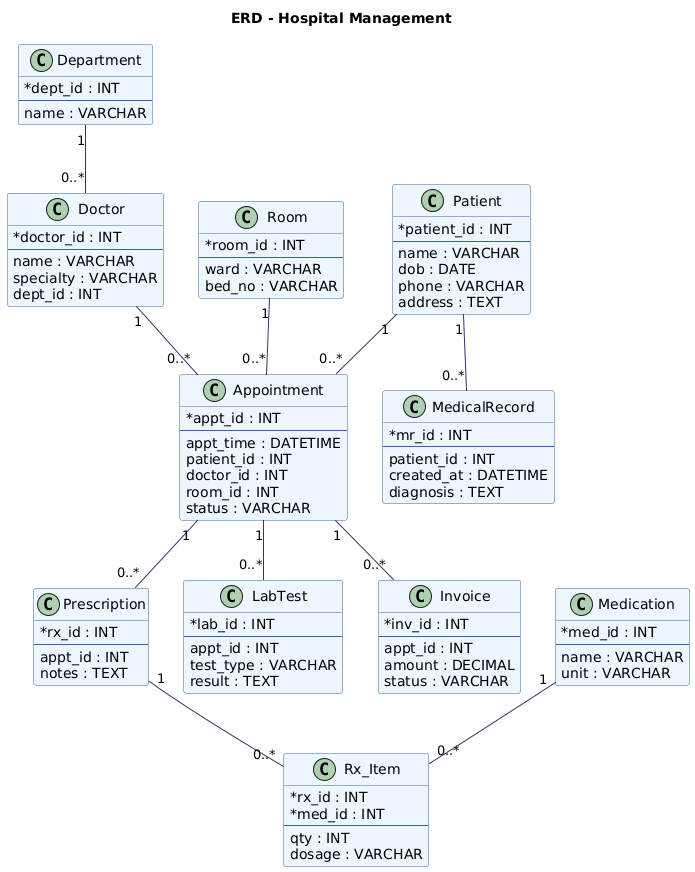 ERD - Hospital Management
C Department
*dept_id : INT
name : VARCHAR
1
0..*
C Doctor
*doctor_id : INT
name : VARCHAR
specialty : VARCHAR
dept_id : INT
C Room
*room_id : INT
ward : VARCHAR
bed_no : VARCHAR
C Patient
*patient_id : INT
name : VARCHAR
dob : DATE
phone : VARCHAR
address : TEXT
1
0..*
1
0..*
1
0..*
1
0..*
C Appointment
*appt_id : INT
appt_time : DATETIME
patient_id : INT
doctor_id : INT
room_id : INT
status : VARCHAR
C MedicalRecord
*mr_id : INT
patient_id : INT
created_at : DATETIME
diagnosis : TEXT
1
0..*
1
0..*
1
0..*
C Prescription
*rx_id : INT
appt_id : INT
notes : TEXT
C LabTest
*lab_id : INT
appt_id : INT
test_type : VARCHAR
result : TEXT
C Invoice
*inv_id : INT
appt_id : INT
amount : DECIMAL
status : VARCHAR
C Medication
*med_id : INT
name : VARCHAR
unit : VARCHAR
1
0..*
1
0..*
C Rx_Item
*rx_id : INT
*med_id : INT
qty : INT
dosage : VARCHAR